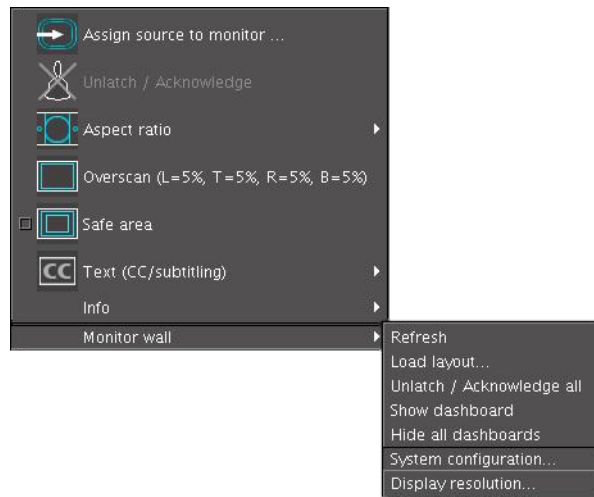 Assign source to monitor ...
Unlatch / Acknowledge
Aspect ratio
Overscan (L=5%, T=5%, R=5%, B=5%)
Safe area
CC Text (CC/subtitling)
Info
Monitor wall
Refresh
Load layout...
Unlatch / Acknowledge all
Show dashboard
Hide all dashboards
System configuration...
Display resolution...